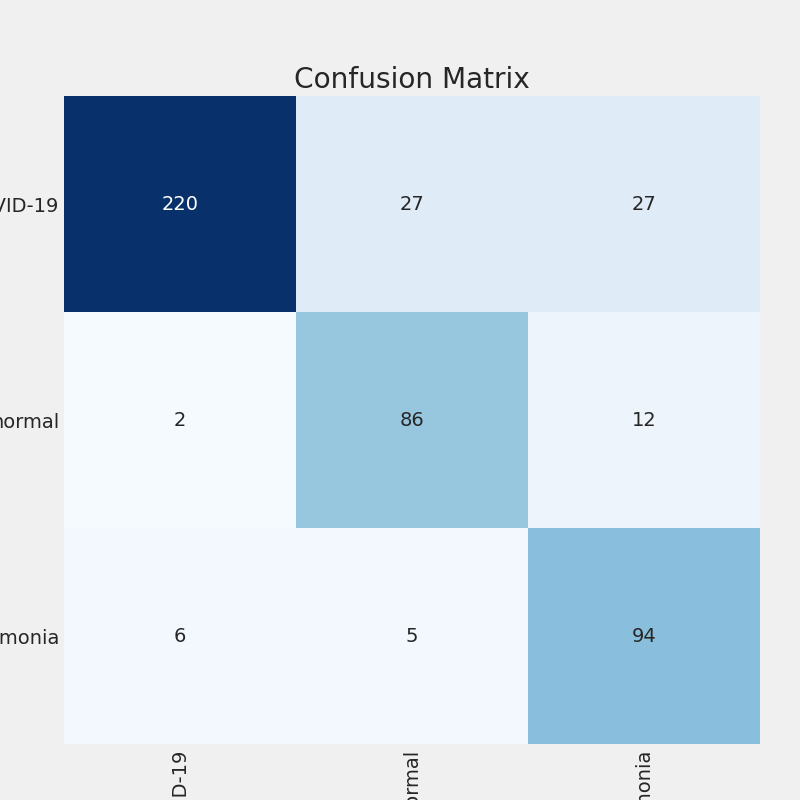 Confusion Matrix
VID-19 220 27 27
normal 2 86 12
monia 6 5 94
D-19 ormal monia